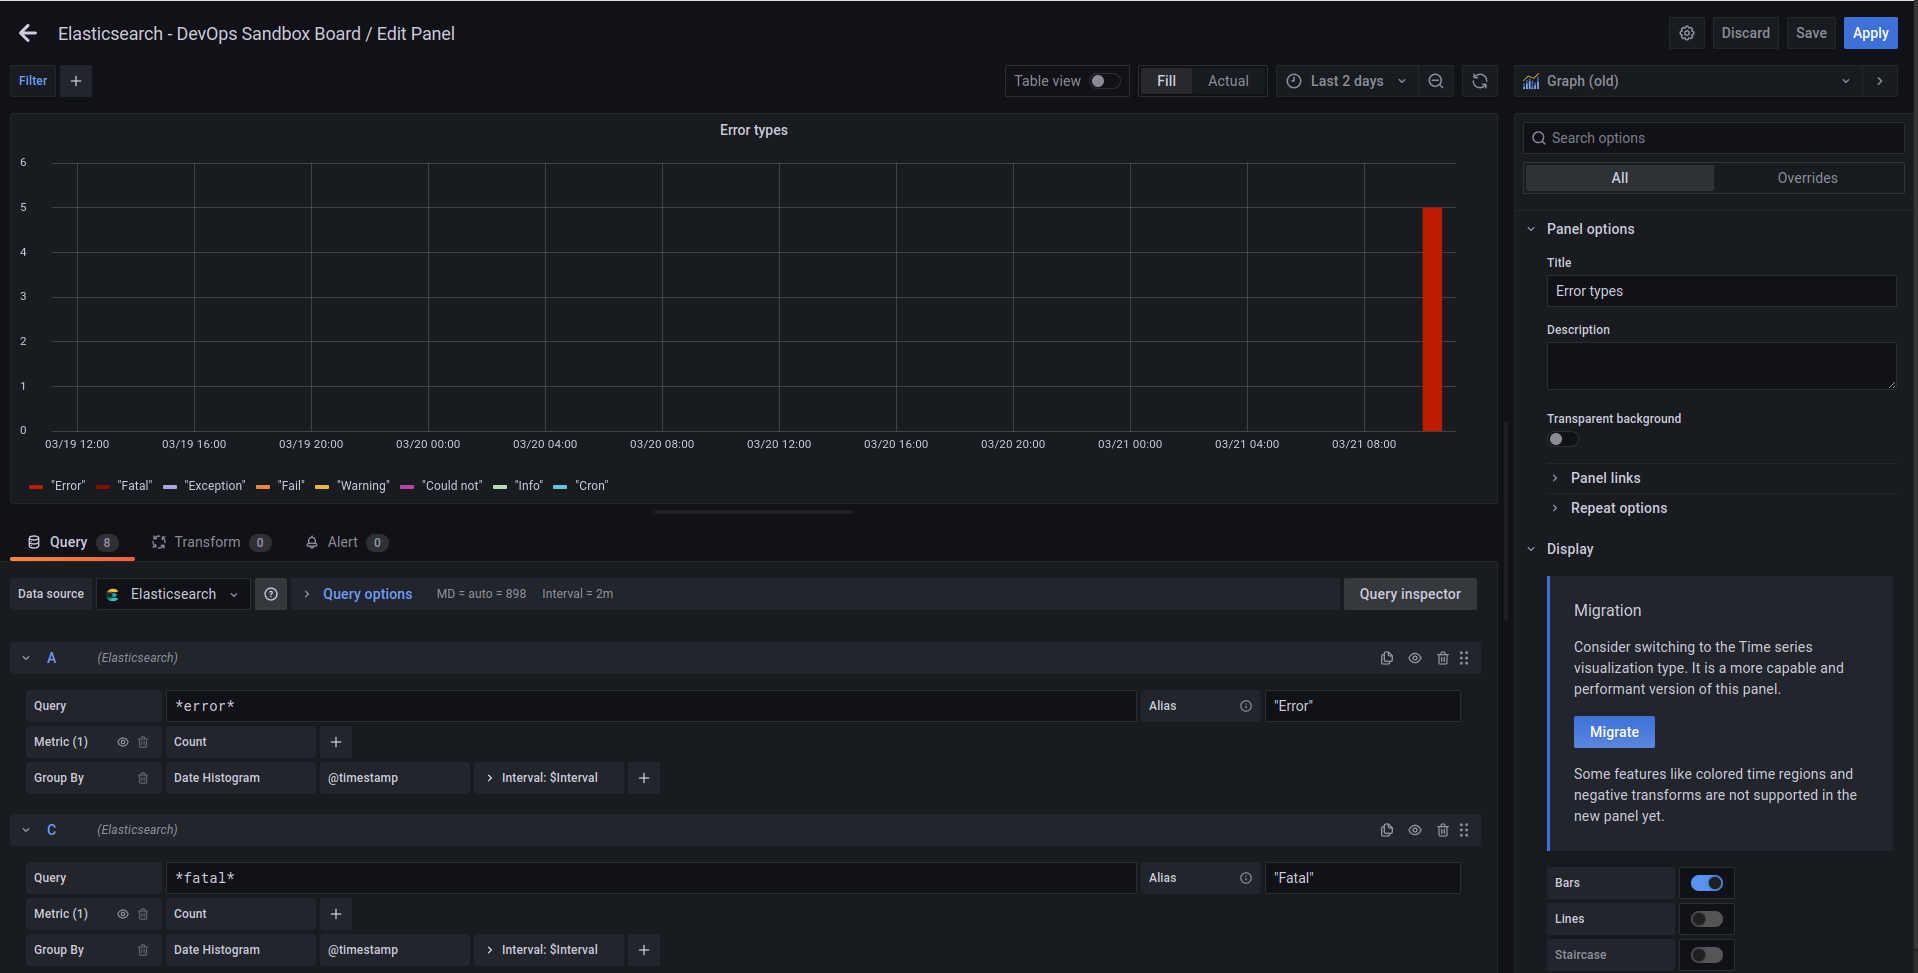 Elasticsearch - DevOps Sandbox Board / Edit Panel
Discard
Save
Apply
Filter
Table view
Fill
Actual
Last 2 days
Graph (old)
Error types
6
5
4
3
2
1
0
03/19 12:00 03/19 16:00 03/19 20:00 03/20 00:00 03/20 04:00 03/20 08:00 03/20 12:00 03/20 16:00 03/20 20:00 03/21 00:00 03/21 04:00 03/21 08:00
"Error" "Fatal" "Exception" "Fail" "Warning" "Could not" "Info" "Cron"
Query 8
Transform 0
Alert 0
Data source
Elasticsearch
Query options
MD = auto = 898
Interval = 2m
Query inspector
A (Elasticsearch)
Query *error* Alias "Error"
Metric (1) Count +
Group By Date Histogram @timestamp > Interval: $Interval +
C (Elasticsearch)
Query *fatal* Alias "Fatal"
Metric (1) Count +
Group By Date Histogram @timestamp > Interval: $Interval +
Search options
All
Overrides
Panel options
Title
Error types
Description
Transparent background
Panel links
Repeat options
Display
Migration
Consider switching to the Time series
visualization type. It is a more capable and
performant version of this panel.
Migrate
Some features like colored time regions and
negative transforms are not supported in the
new panel yet.
Bars
Lines
Staircase